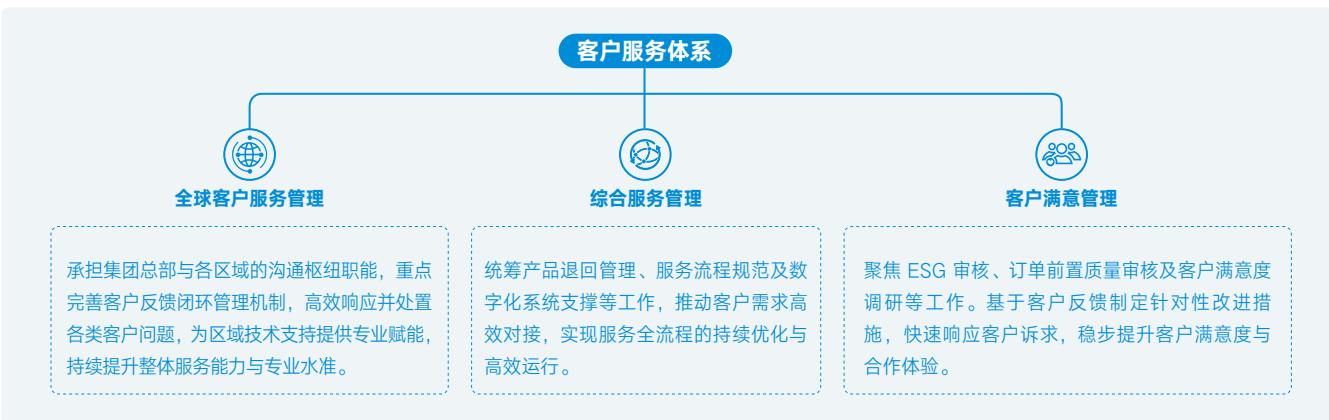 客户服务体系
全球客户服务管理
承担集团总部与各区域的沟通枢纽职能，重点
完善客户反馈闭环管理机制，高效响应并处置
各类客户问题，为区域技术支持提供专业赋能，
持续提升整体服务能力与专业水准。
综合服务管理
统筹产品退回管理、服务流程规范及数
字化系统支撑等工作，推动客户需求高
效对接，实现服务全流程的持续优化与
高效运行。
客户满意管理
聚焦 ESG 审核、订单前置质量审核及客户满意度
调研等工作。基于客户反馈制定针对性改进措
施，快速响应客户诉求，稳步提升客户满意度与
合作体验。